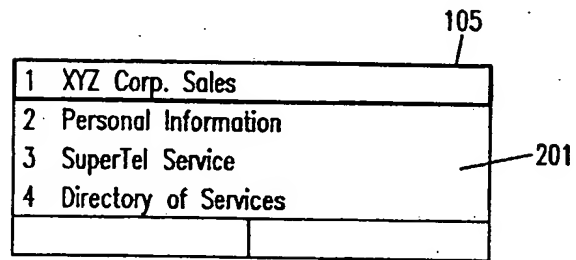 105
1 XYZ Corp. Sales
2 Personal Information
3 SuperTel Service
201
4 Directory of Services